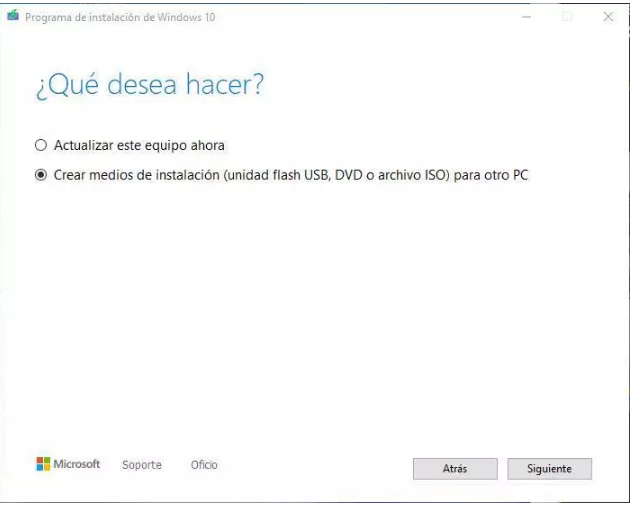 Programa de instalación de Windows 10
¿Qué desea hacer?
Actualizar este equipo ahora
Crear medios de instalación (unidad flash USB, DVD o archivo ISO) para otro PC
Microsoft Soporte Oficio Atrás Siguiente